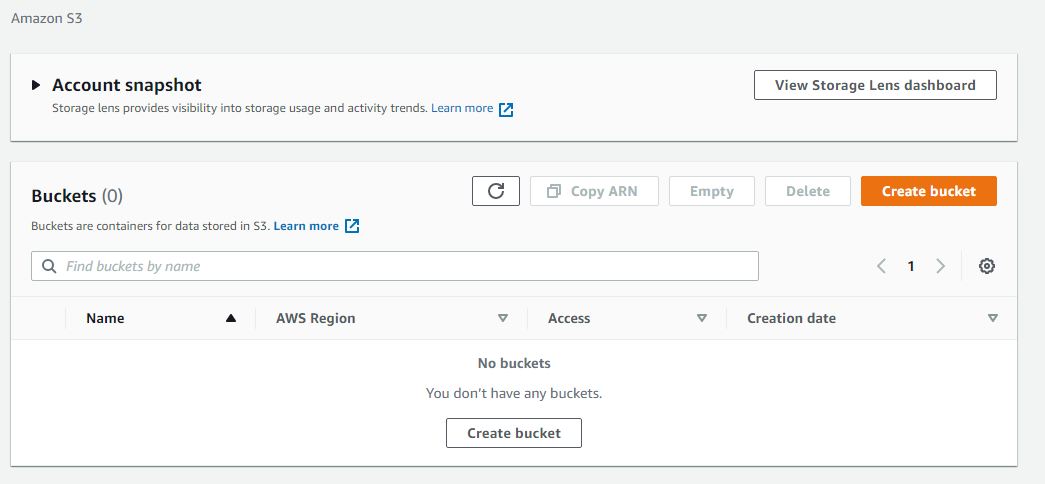 Amazon S3
Account snapshot
View Storage Lens dashboard
Storage lens provides visibility into storage usage and activity trends. Learn more
Buckets (0)
Copy ARN
Empty
Delete
Create bucket
Buckets are containers for data stored in S3. Learn more
Find buckets by name
1
Name
AWS Region
Access
Creation date
No buckets
You don't have any buckets.
Create bucket